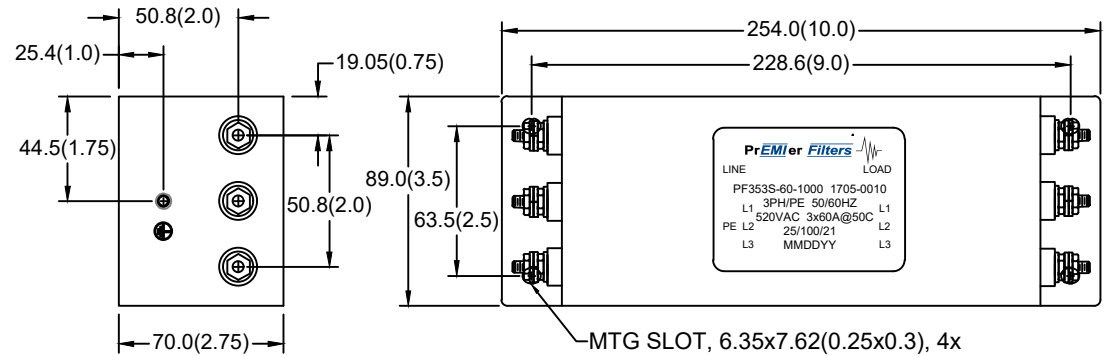 50.8(2.0)
25.4(1.0)
19.05(0.75)
44.5(1.75)
50.8(2.0)
70.0(2.75)
254.0(10.0)
228.6(9.0)
89.0(3.5)
63.5(2.5)
PrEMIer Filters
LINE LOAD
PF353S-60-1000 1705-0010
3PH/PE 50/60HZ
L1 L1
520VAC 3x60A@50C
PE L2 L2
25/100/21
L3 MMDDYY L3
MTG SLOT, 6.35x7.62(0.25x0.3), 4x